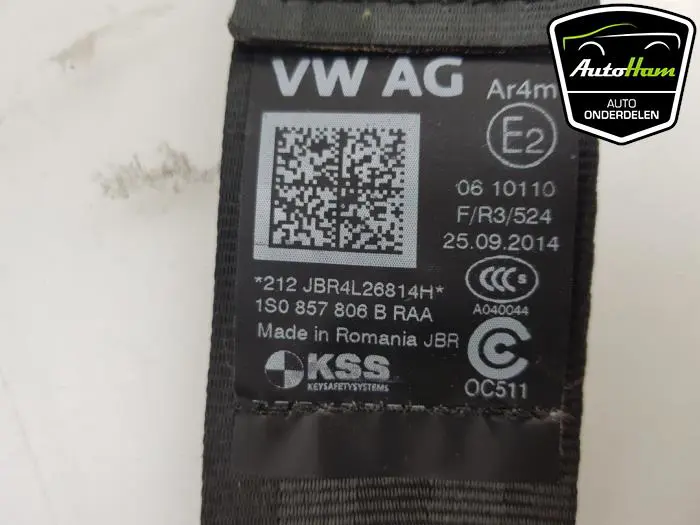 VW AG
Ar4m
E2
06 10110
F/R3/524
25.09.2014
*212 JBR4L26814H*
1S0 857 806 B RAA
Made in Romania JBR
CCC S
A040044
KSS
KEYSAFETYSYSTEMS
C
OC511
AutoHam
AUTO
ONDERDELEN